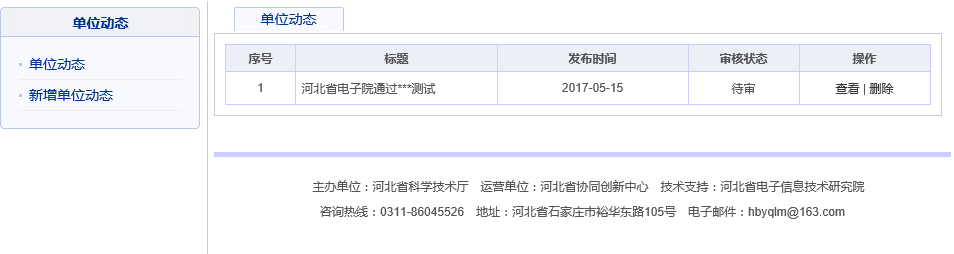 单位动态
单位动态
新增单位动态
单位动态
序号 标题 发布时间 审核状态 操作
1 河北省电子院通过***测试 2017-05-15 待审 查看 | 删除
主办单位：河北省科学技术厅 运营单位：河北省协同创新中心 技术支持：河北省电子信息技术研究院
咨询热线：0311-86045526 地址：河北省石家庄市裕华东路105号 电子邮件：hbyqlm@163.com